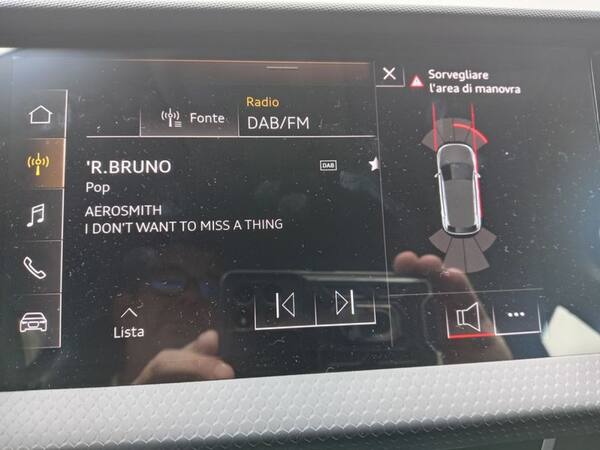 Sorvegliare
l'area di manovra
Radio
Fonte
DAB/FM
'R.BRUNO
DAB
Pop
AEROSMITH
I DON'T WANT TO MISS A THING
Lista